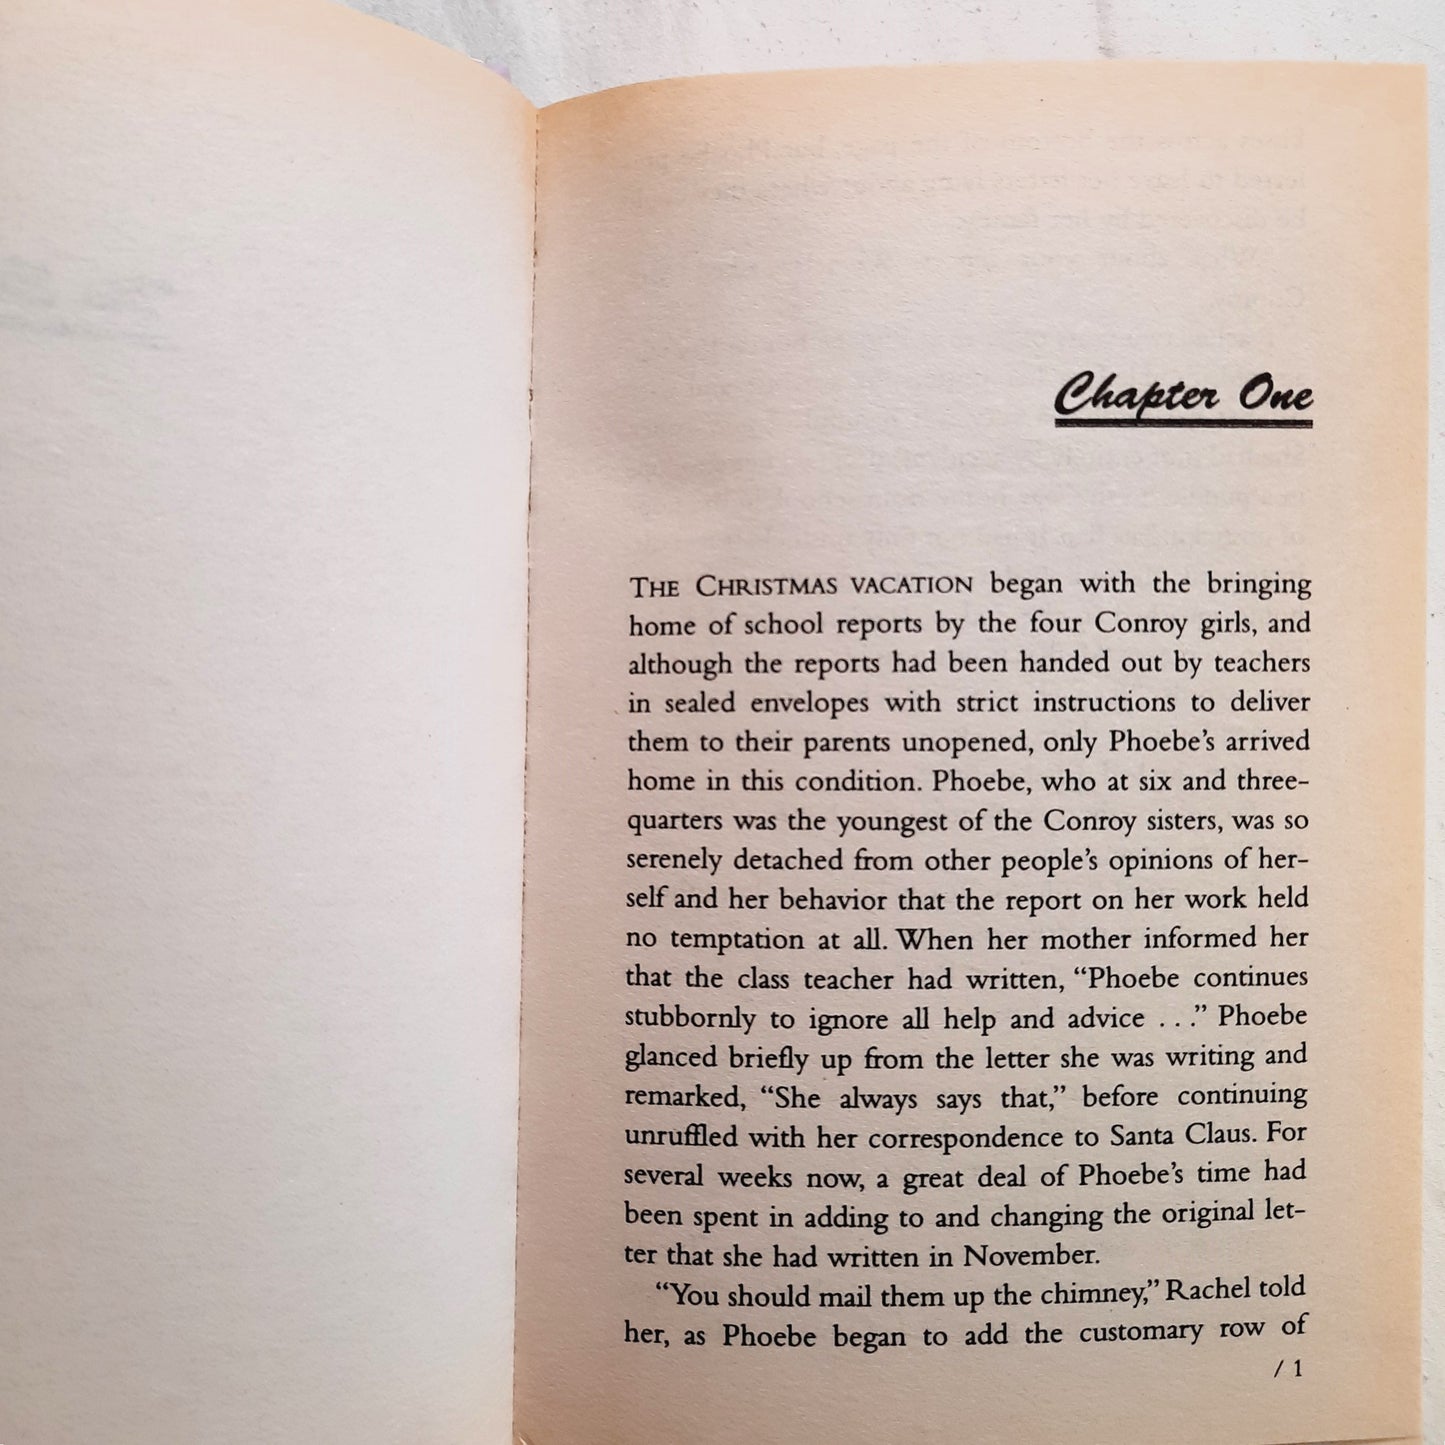 Chapter One
THE CHRISTMAS VACATION began with the bringing
home of school reports by the four Conroy girls, and
although the reports had been handed out by teachers
in sealed envelopes with strict instructions to deliver
them to their parents unopened, only Phoebe’s arrived
home in this condition. Phoebe, who at six and three-
quarters was the youngest of the Conroy sisters, was so
serenely detached from other people’s opinions of her-
self and her behavior that the report on her work held
no temptation at all. When her mother informed her
that the class teacher had written, “Phoebe continues
stubbornly to ignore all help and advice . . .” Phoebe
glanced briefly up from the letter she was writing and
remarked, “She always says that,” before continuing
unruffled with her correspondence to Santa Claus. For
several weeks now, a great deal of Phoebe’s time had
been spent in adding to and changing the original let-
ter that she had written in November.
“You should mail them up the chimney,” Rachel told
her, as Phoebe began to add the customary row of
/ 1